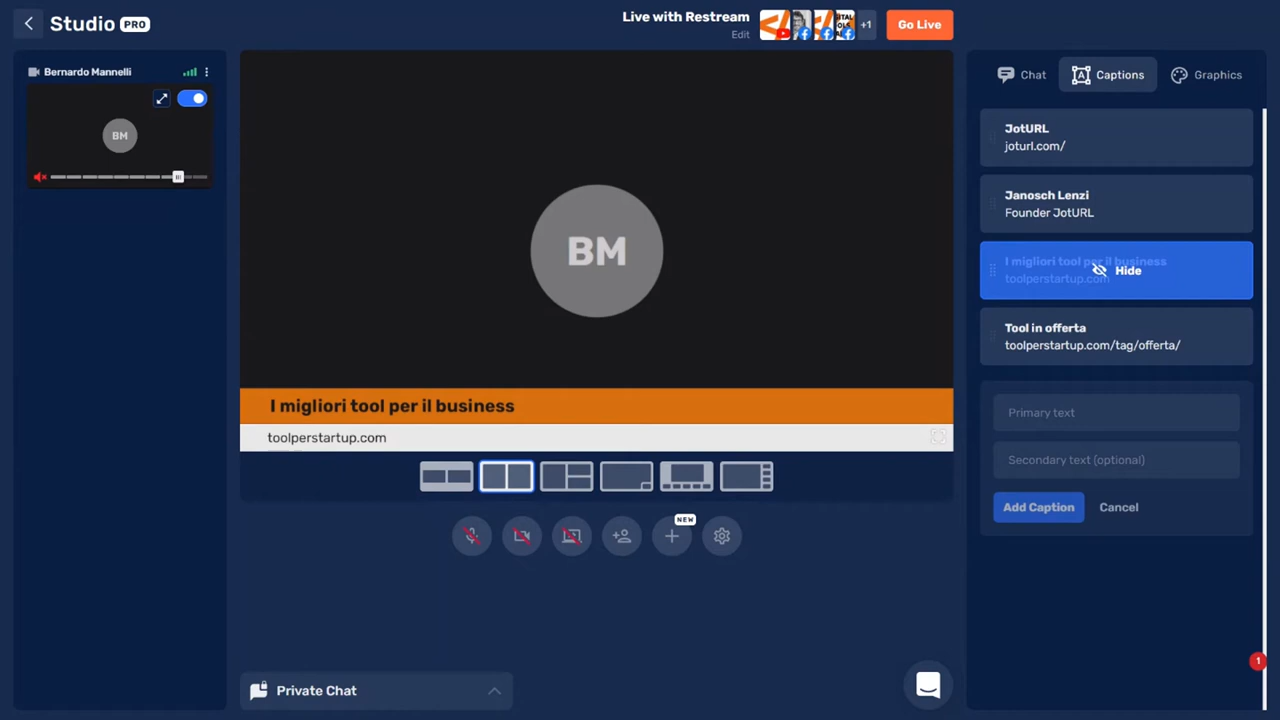 Studio PRO
Live with Restream
Edit
+1
Go Live
Bernardo Mannelli
BM
BM
I migliori tool per il business
toolperstartup.com
NEW
Private Chat
Chat
Captions
Graphics
JotURL
joturl.com/
Janosch Lenzi
Founder JotURL
I migliori tool per il business
toolperstartup.com
Hide
Tool in offerta
toolperstartup.com/tag/offerta/
Primary text
Secondary text (optional)
Add Caption
Cancel
1